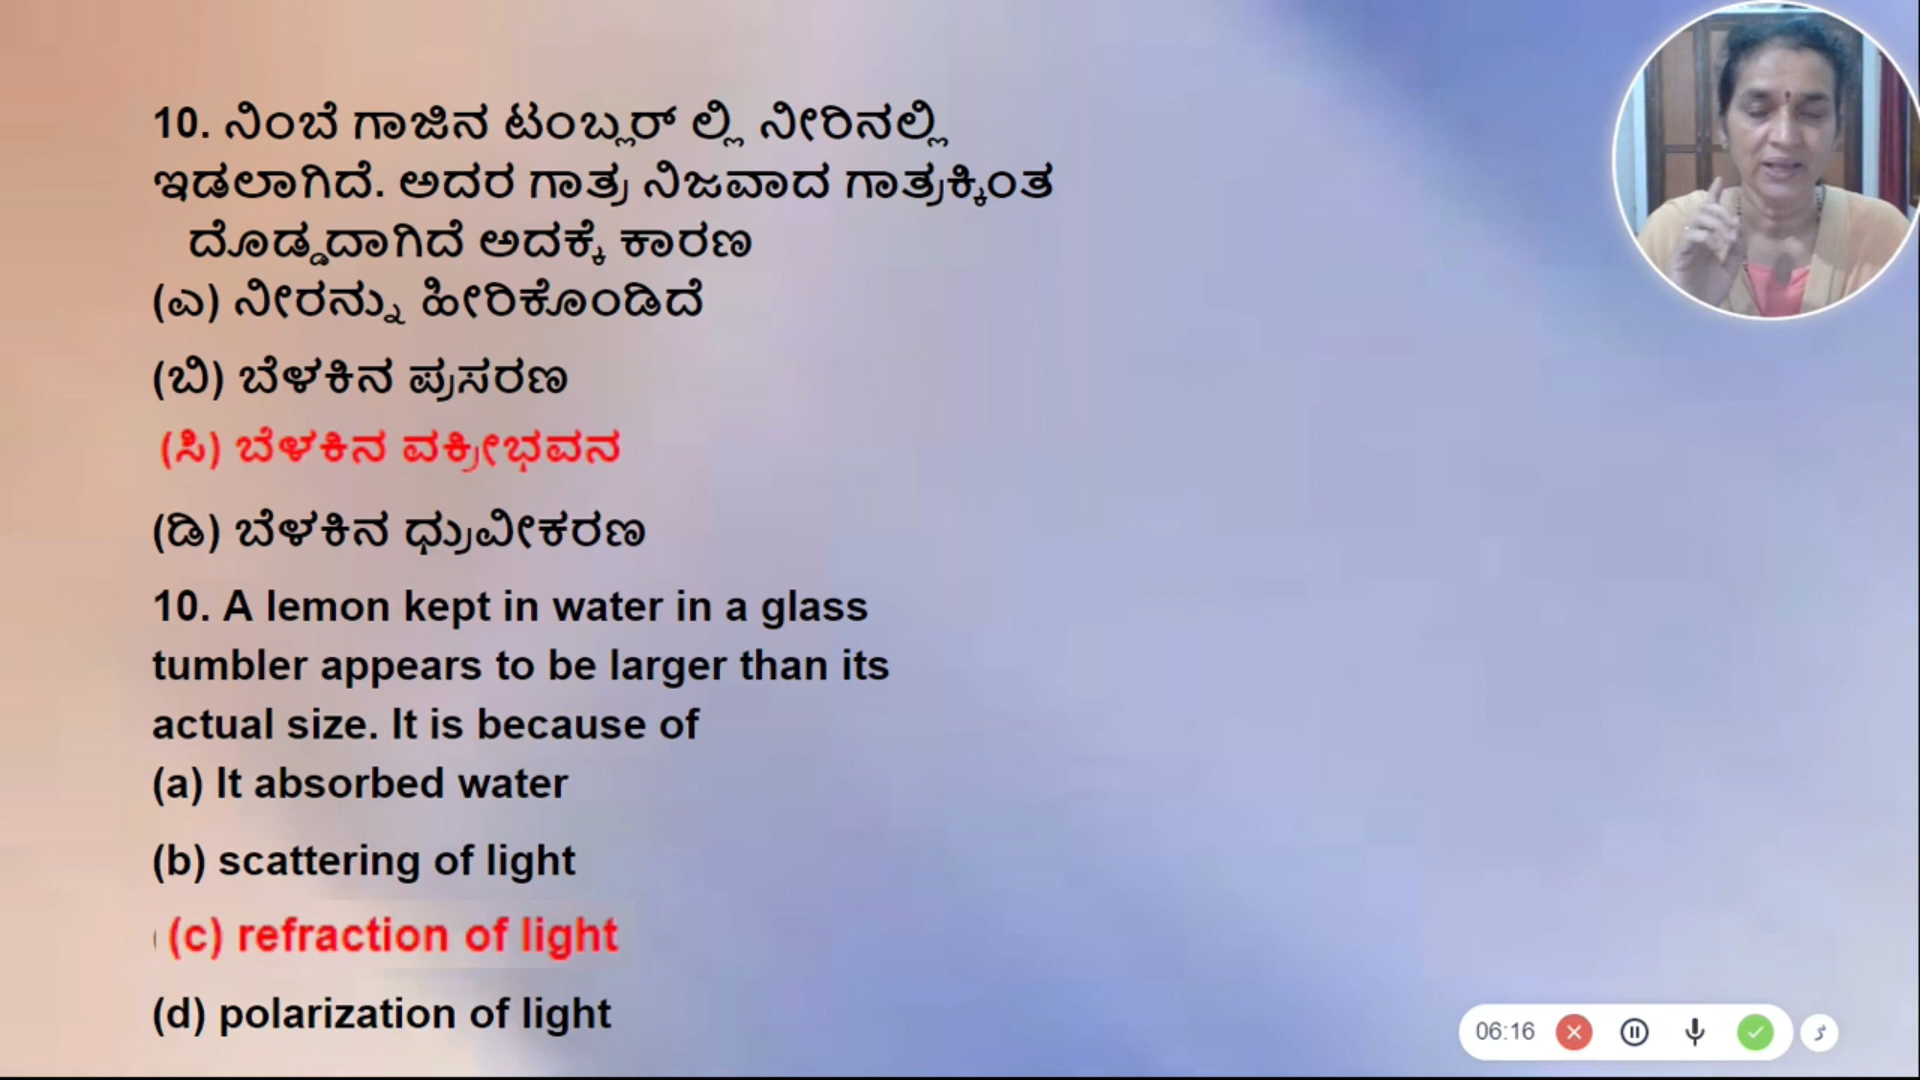 10. ನಿಂಬೆ ಗಾಜಿನ ಟಂಬ್ಲರ್ ಲ್ಲಿ ನೀರಿನಲ್ಲಿ
ಇಡಲಾಗಿದೆ. ಅದರ ಗಾತ್ರ ನಿಜವಾದ ಗಾತ್ರಕ್ಕಿಂತ
ದೊಡ್ಡದಾಗಿದೆ ಅದಕ್ಕೆ ಕಾರಣ
(ಎ) ನೀರನ್ನು ಹೀರಿಕೊಂಡಿದೆ
(ಬಿ) ಬೆಳಕಿನ ಪ್ರಸರಣ
(ಸಿ) ಬೆಳಕಿನ ವಕ್ರೀಭವನ
(ಡಿ) ಬೆಳಕಿನ ಧ್ರುವೀಕರಣ
10. A lemon kept in water in a glass
tumbler appears to be larger than its
actual size. It is because of
(a) It absorbed water
(b) scattering of light
(c) refraction of light
(d) polarization of light
06:16